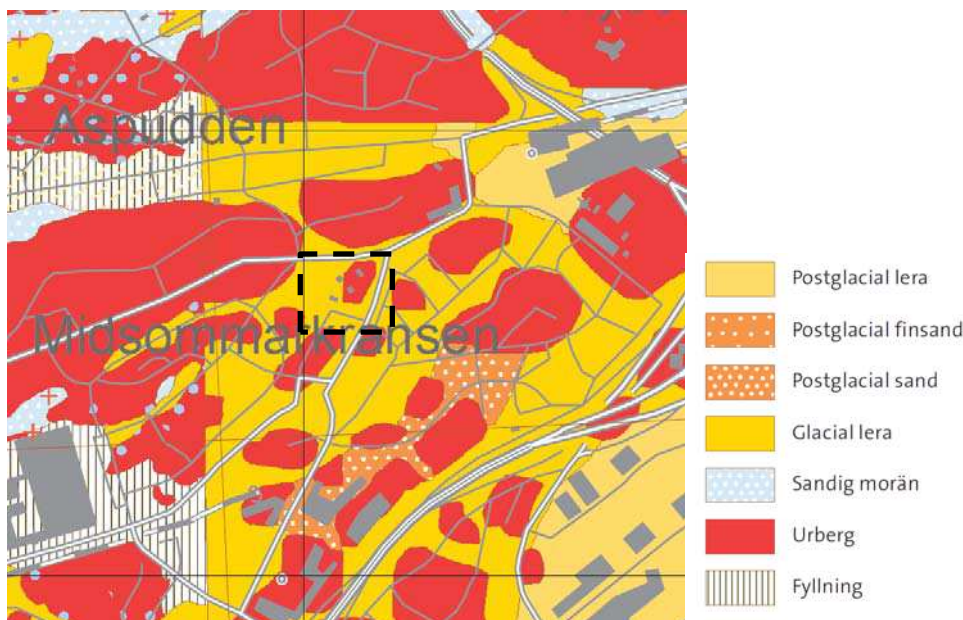 Aspudden
Midsommarkransen
Postglacial lera
Postglacial finsand
Postglacial sand
Glacial lera
Sandig morän
Urberg
Fyllning